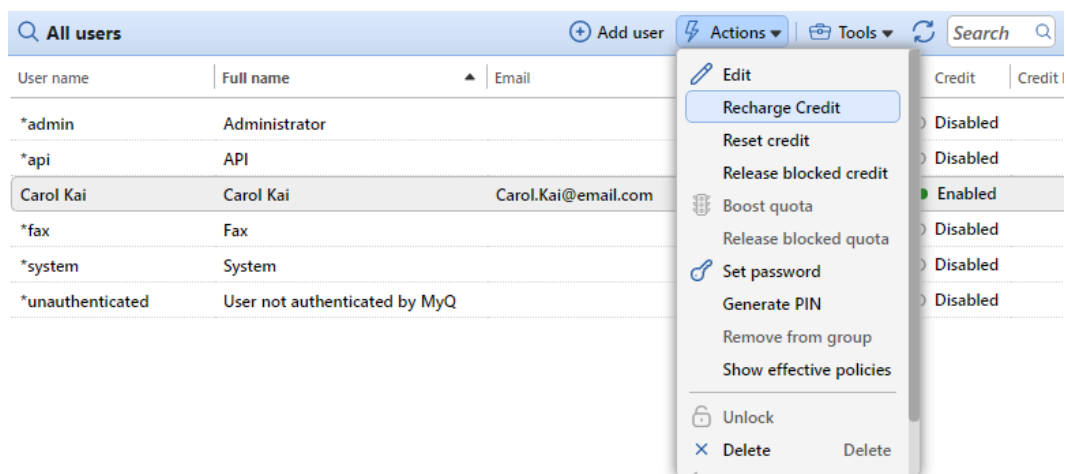 All users
Add user
Actions
Tools
Search
User name
Full name
Email
Credit
Credit
*admin
Administrator
Disabled
*api
API
Disabled
Carol Kai
Carol Kai
Carol.Kai@email.com
Enabled
*fax
Fax
Disabled
*system
System
Disabled
*unauthenticated
User not authenticated by MyQ
Disabled
Edit
Recharge Credit
Reset credit
Release blocked credit
Boost quota
Release blocked quota
Set password
Generate PIN
Remove from group
Show effective policies
Unlock
Delete
Delete